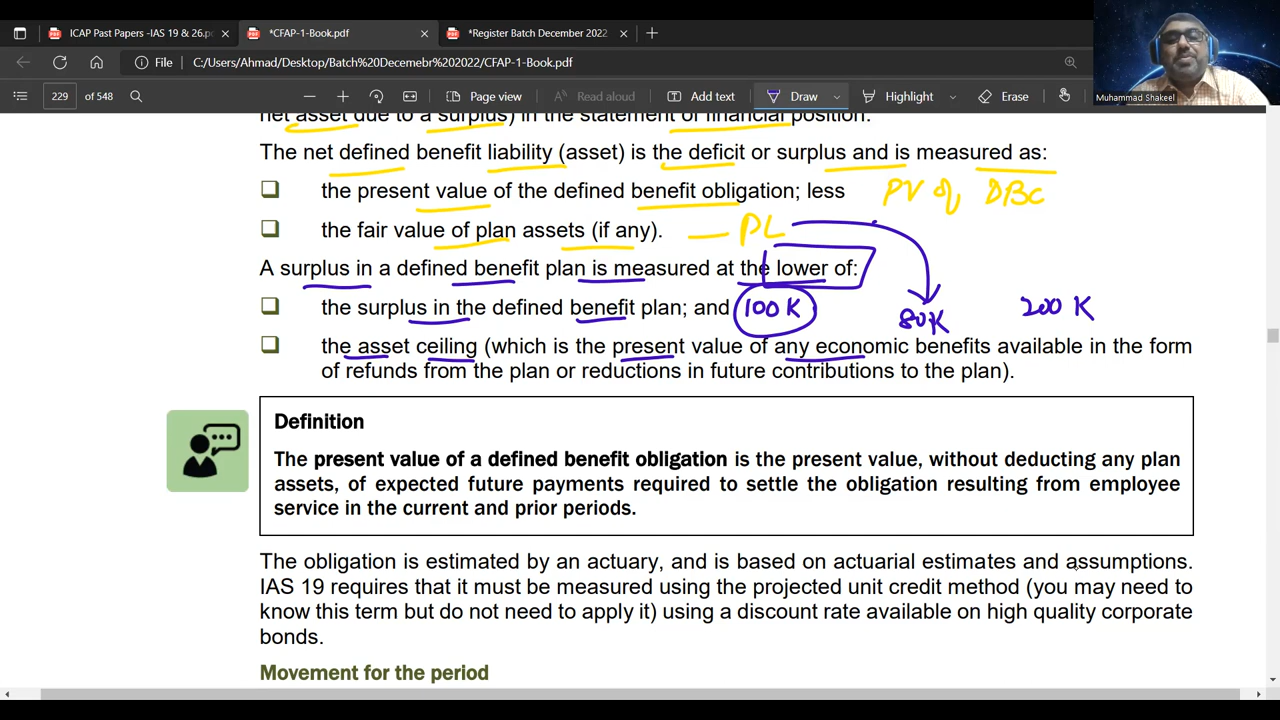 ICAP Past Papers -IAS 19 & 26.p
*CFAP-1-Book.pdf
*Register Batch December 2022
File C:/Users/Ahmad/Desktop/Batch%20Decemebr%202022/CFAP-1-Book.pdf
229 of 548 Page view Read aloud Add text Draw Highlight Erase
Muhammad Shakeel
net asset due to a surplus) in the statement of financial position.
The net defined benefit liability (asset) is the deficit or surplus and is measured as:
the present value of the defined benefit obligation; less PV of DBC
the fair value of plan assets (if any). — PL
A surplus in a defined benefit plan is measured at the lower of:
the surplus in the defined benefit plan; and 100 K 80K 200 K
the asset ceiling (which is the present value of any economic benefits available in the form
of refunds from the plan or reductions in future contributions to the plan).
Definition
The present value of a defined benefit obligation is the present value, without deducting any plan
assets, of expected future payments required to settle the obligation resulting from employee
service in the current and prior periods.
The obligation is estimated by an actuary, and is based on actuarial estimates and assumptions.
IAS 19 requires that it must be measured using the projected unit credit method (you may need to
know this term but do not need to apply it) using a discount rate available on high quality corporate
bonds.
Movement for the period